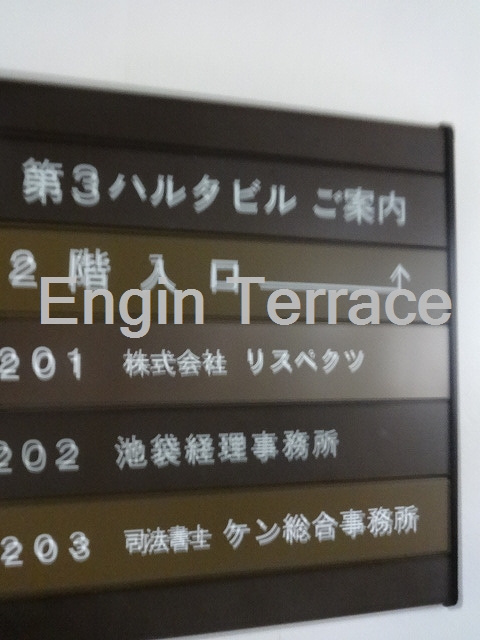 第3ハルタビル ご案内
2階 入口 ↑
Engin Terrace
201 株式会社 リスペクツ
202 池袋経理事務所
203 司法書士 ケン総合事務所